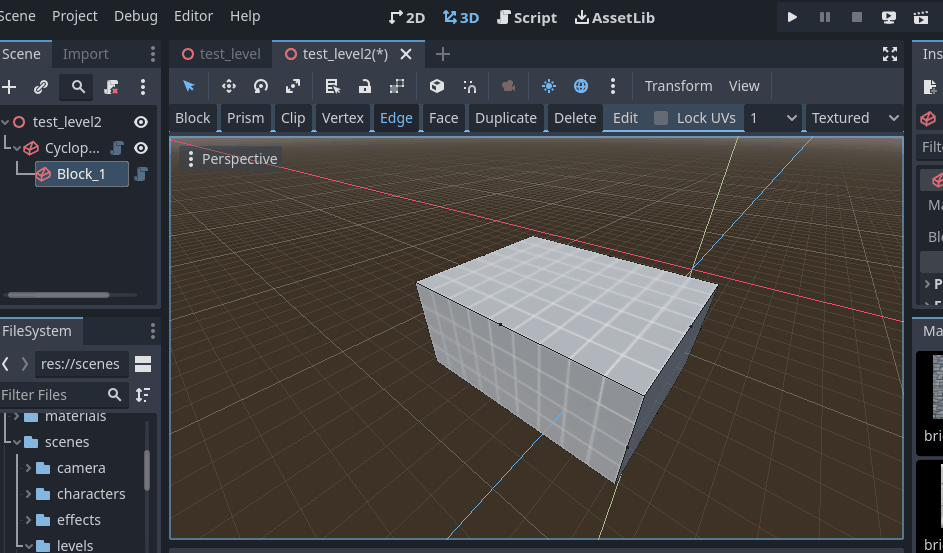 Scene Project Debug Editor Help 2D 3D Script AssetLib
Scene Import test_level test_level2(*) Ins
Transform View
Block Prism Clip Vertex Edge Face Duplicate Delete Edit Lock UVs 1 Textured
test_level2
Cyclop...
Block_1
Perspective
Filte
Ma
Blo
P
FileSystem
res://scenes
Filter Files
materials
scenes
camera
characters
effects
levels
Ma
bri
bri